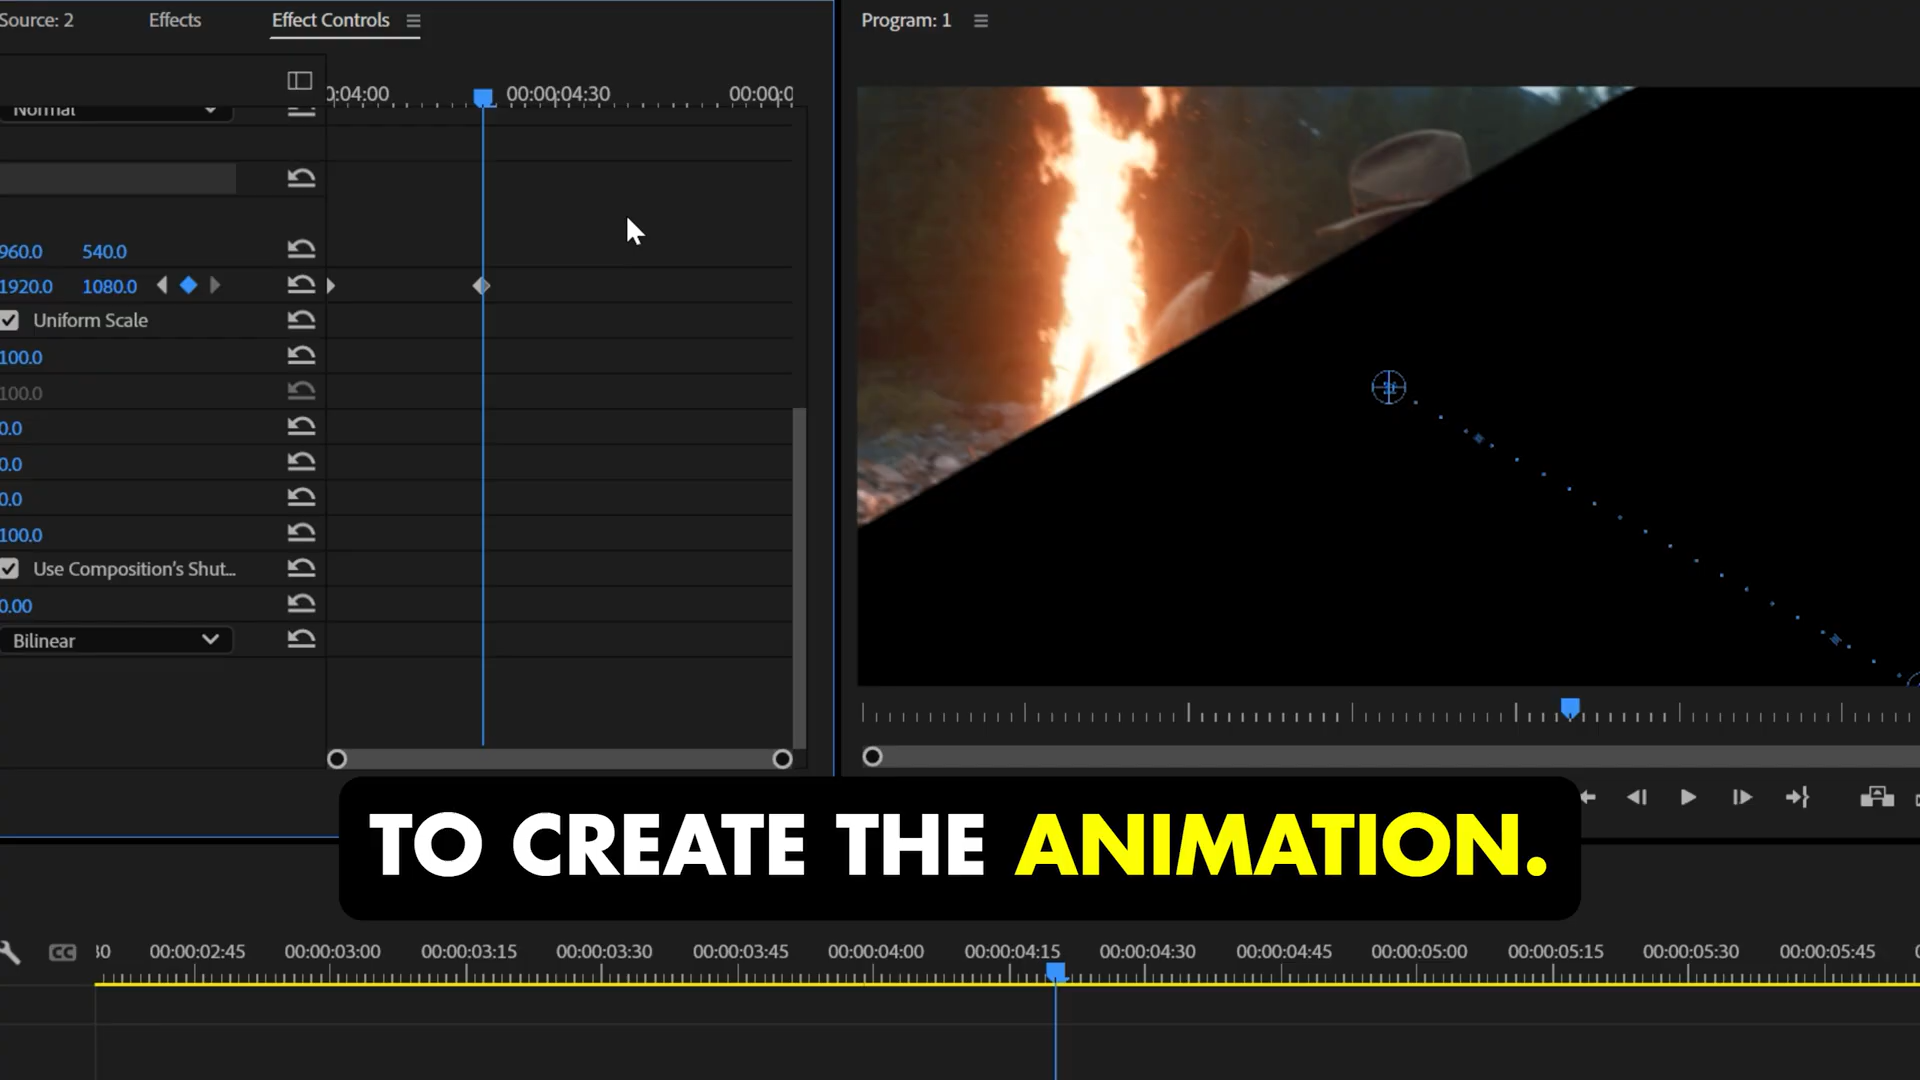 Source: 2
Effects
Effect Controls
Program: 1
0:04:00
00:00:04:30
00:00:0
Normal
960.0 540.0
1920.0 1080.0
Uniform Scale
100.0
100.0
0.0
0.0
0.0
100.0
Use Composition's Shut...
0.00
Bilinear
TO CREATE THE ANIMATION.
CC
30 00:00:02:45 00:00:03:00 00:00:03:15 00:00:03:30 00:00:03:45 00:00:04:00 00:00:04:15 00:00:04:30 00:00:04:45 00:00:05:00 00:00:05:15 00:00:05:30 00:00:05:45